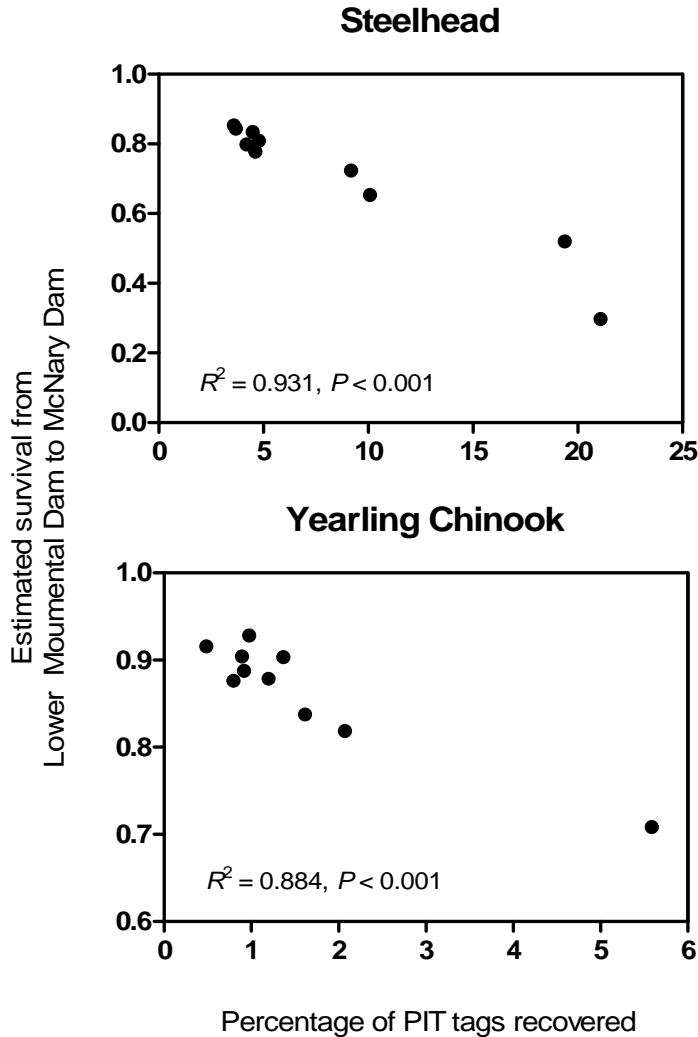 Steelhead
1.0
0.8
0.6
0.4
0.2
0.0
0 5 10 15 20 25
R² = 0.931, P < 0.001
Estimated survival from
Lower Moumental Dam to McNary Dam
Yearling Chinook
1.0
0.9
0.8
0.7
0.6
0 1 2 3 4 5 6
R² = 0.884, P < 0.001
Percentage of PIT tags recovered